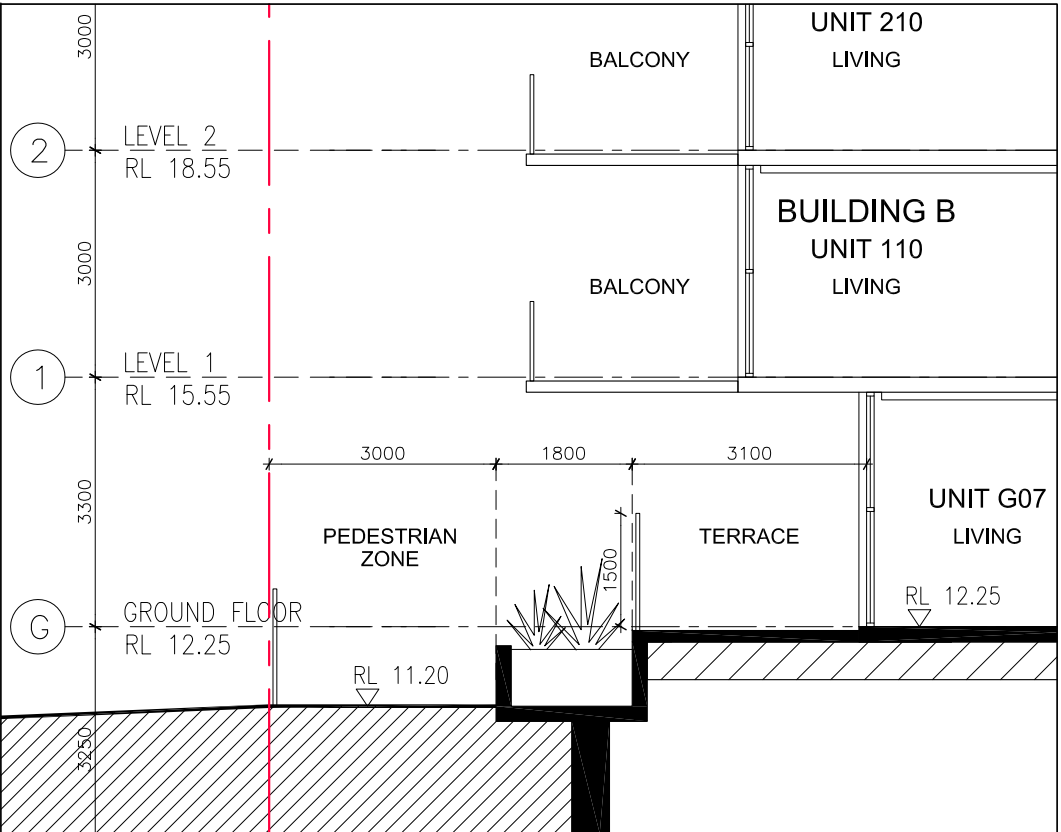 UNIT 210
BALCONY
LIVING
3000
2
LEVEL 2
RL 18.55
BUILDING B
UNIT 110
3000
BALCONY
LIVING
1
LEVEL 1
RL 15.55
3000
1800
3100
3300
UNIT G07
PEDESTRIAN
ZONE
TERRACE
LIVING
1500
G
GROUND FLOOR
RL 12.25
RL 12.25
RL 11.20
3250